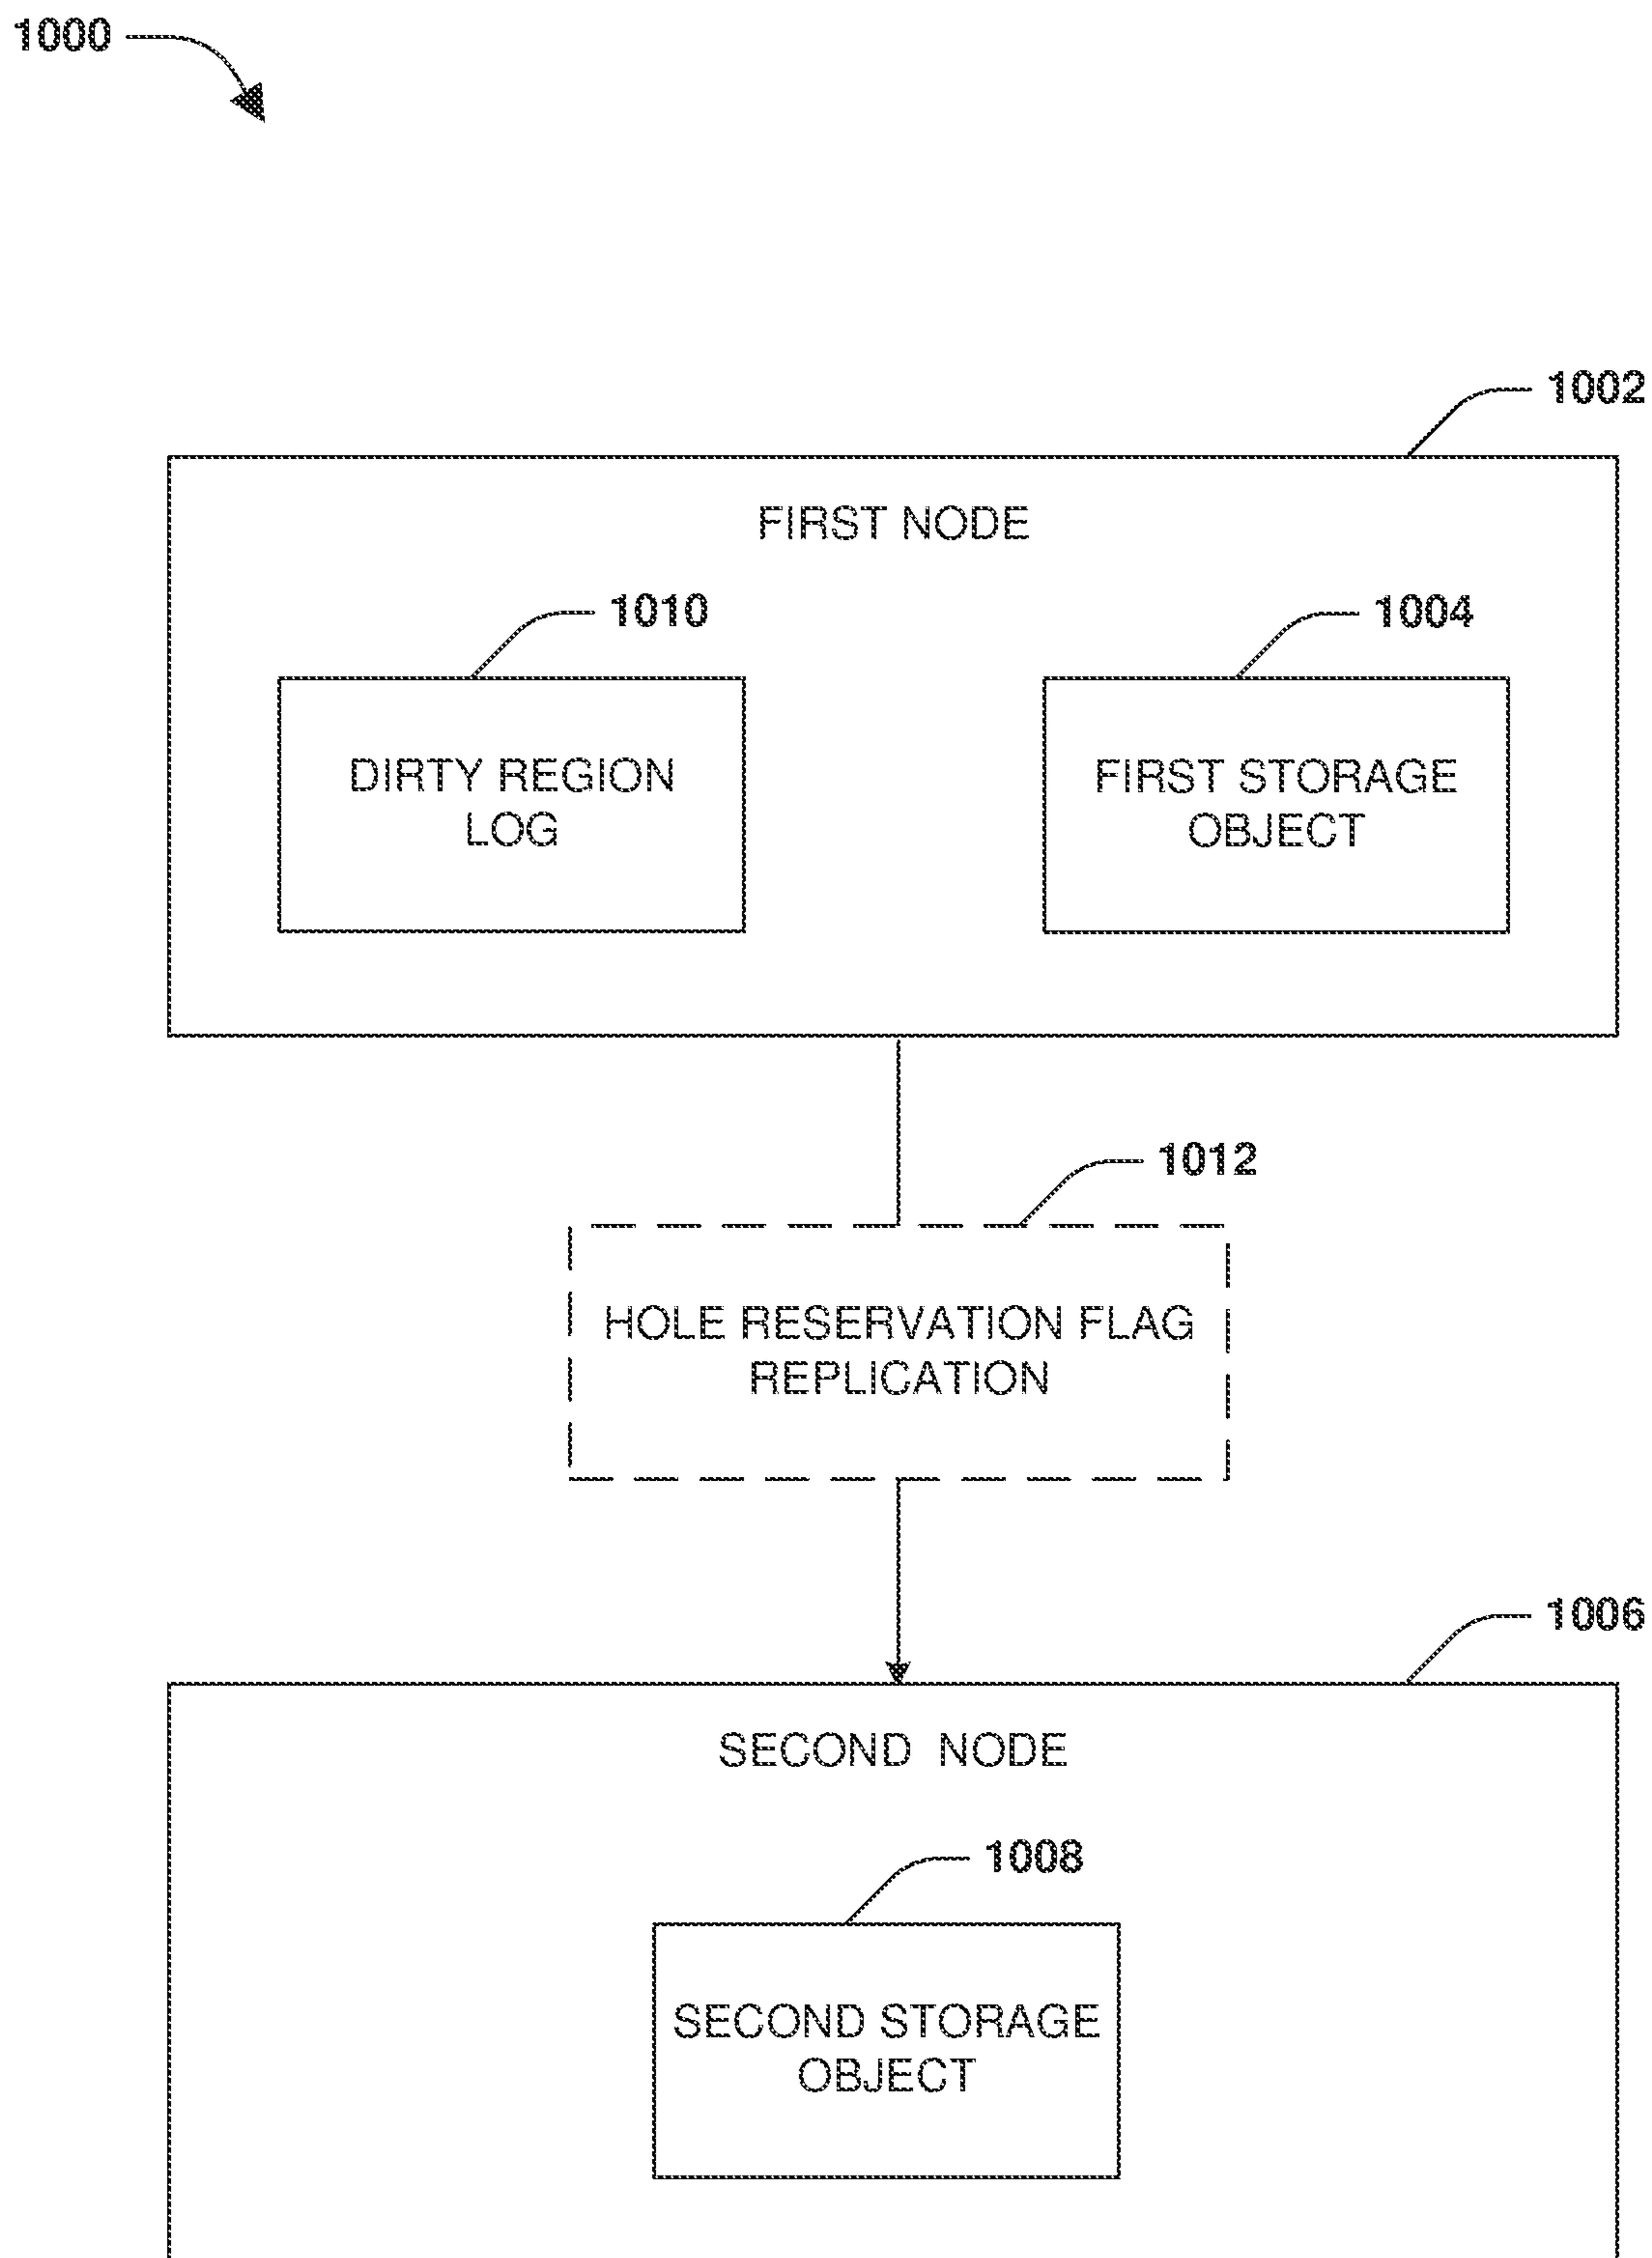 1000
1002
FIRST NODE
1010
1004
DIRTY REGION
LOG
FIRST STORAGE
OBJECT
1012
HOLE RESERVATION FLAG
REPLICATION
1006
SECOND NODE
1008
SECOND STORAGE
OBJECT